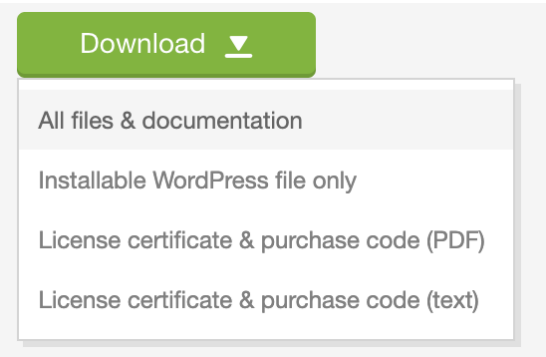 Download
All files & documentation
Installable WordPress file only
License certificate & purchase code (PDF)
License certificate & purchase code (text)